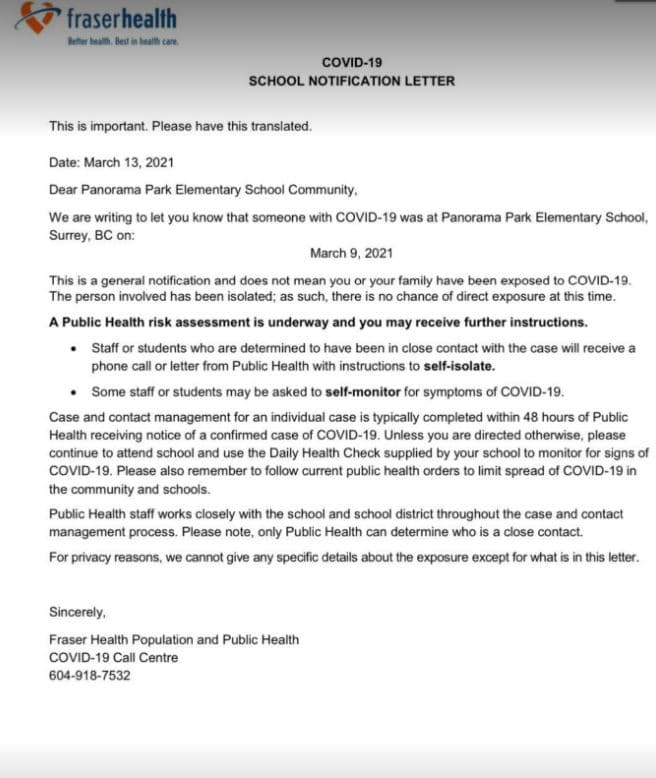 fraserhealth
Better health. Best in health care.
COVID-19
SCHOOL NOTIFICATION LETTER
This is important. Please have this translated.
Date: March 13, 2021
Dear Panorama Park Elementary School Community,
We are writing to let you know that someone with COVID-19 was at Panorama Park Elementary School,
Surrey, BC on:
March 9, 2021
This is a general notification and does not mean you or your family have been exposed to COVID-19.
The person involved has been isolated; as such, there is no chance of direct exposure at this time.
A Public Health risk assessment is underway and you may receive further instructions.
• Staff or students who are determined to have been in close contact with the case will receive a
phone call or letter from Public Health with instructions to self-isolate.
• Some staff or students may be asked to self-monitor for symptoms of COVID-19.
Case and contact management for an individual case is typically completed within 48 hours of Public
Health receiving notice of a confirmed case of COVID-19. Unless you are directed otherwise, please
continue to attend school and use the Daily Health Check supplied by your school to monitor for signs of
COVID-19. Please also remember to follow current public health orders to limit spread of COVID-19 in
the community and schools.
Public Health staff works closely with the school and school district throughout the case and contact
management process. Please note, only Public Health can determine who is a close contact.
For privacy reasons, we cannot give any specific details about the exposure except for what is in this letter.
Sincerely,
Fraser Health Population and Public Health
COVID-19 Call Centre
604-918-7532